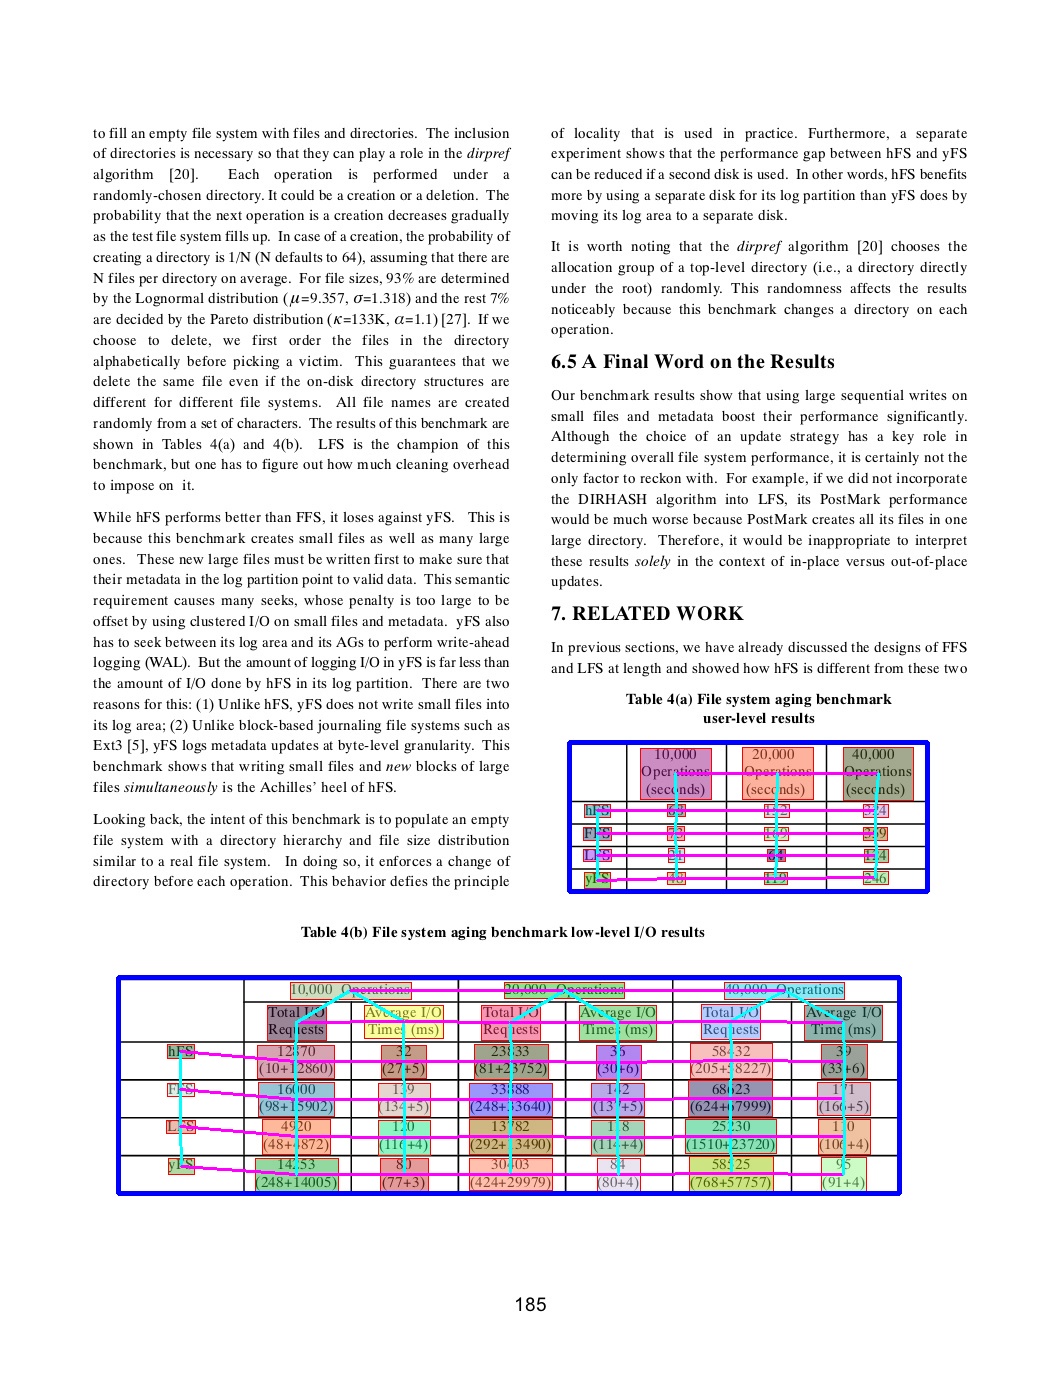 to fill an empty file system with files and directories. The inclusion
of directories is necessary so that they can play a role in the dirpref
algorithm [20]. Each operation is performed under a
randomly-chosen directory. It could be a creation or a deletion. The
probability that the next operation is a creation decreases gradually
as the test file system fills up. In case of a creation, the probability of
creating a directory is 1/N (N defaults to 64), assuming that there are
N files per directory on average. For file sizes, 93% are determined
by the Lognormal distribution (μ=9.357, σ=1.318) and the rest 7%
are decided by the Pareto distribution (κ=133K, α=1.1) [27]. If we
choose to delete, we first order the files in the directory
alphabetically before picking a victim. This guarantees that we
delete the same file even if the on-disk directory structures are
different for different file systems. All file names are created
randomly from a set of characters. The results of this benchmark are
shown in Tables 4(a) and 4(b). LFS is the champion of this
benchmark, but one has to figure out how much cleaning overhead
to impose on it.
While hFS performs better than FFS, it loses against yFS. This is
because this benchmark creates small files as well as many large
ones. These new large files must be written first to make sure that
their metadata in the log partition point to valid data. This semantic
requirement causes many seeks, whose penalty is too large to be
offset by using clustered I/O on small files and metadata. yFS also
has to seek between its log area and its AGs to perform write-ahead
logging (WAL). But the amount of logging I/O in yFS is far less than
the amount of I/O done by hFS in its log partition. There are two
reasons for this: (1) Unlike hFS, yFS does not write small files into
its log area; (2) Unlike block-based journaling file systems such as
Ext3 [5], yFS logs metadata updates at byte-level granularity. This
benchmark shows that writing small files and new blocks of large
files simultaneously is the Achilles' heel of hFS.
Looking back, the intent of this benchmark is to populate an empty
file system with a directory hierarchy and file size distribution
similar to a real file system. In doing so, it enforces a change of
directory before each operation. This behavior defies the principle
of locality that is used in practice. Furthermore, a separate
experiment shows that the performance gap between hFS and yFS
can be reduced if a second disk is used. In other words, hFS benefits
more by using a separate disk for its log partition than yFS does by
moving its log area to a separate disk.
It is worth noting that the dirpref algorithm [20] chooses the
allocation group of a top-level directory (i.e., a directory directly
under the root) randomly. This randomness affects the results
noticeably because this benchmark changes a directory on each
operation.
6.5 A Final Word on the Results
Our benchmark results show that using large sequential writes on
small files and metadata boost their performance significantly.
Although the choice of an update strategy has a key role in
determining overall file system performance, it is certainly not the
only factor to reckon with. For example, if we did not incorporate
the DIRHASH algorithm into LFS, its PostMark performance
would be much worse because PostMark creates all its files in one
large directory. Therefore, it would be inappropriate to interpret
these results solely in the context of in-place versus out-of-place
updates.
7. RELATED WORK
In previous sections, we have already discussed the designs of FFS
and LFS at length and showed how hFS is different from these two
Table 4(a) File system aging benchmark
user-level results
10,000 20,000 40,000
Operations Operations Operations
(seconds) (seconds) (seconds)
hFS
FFS
LFS
yFS 246
Table 4(b) File system aging benchmark low-level I/O results
10,000 Operations 20,000 Operations 40,000 Operations
Total I/O Average I/O Total I/O Average I/O Total I/O Average I/O
Requests Times (ms) Requests Times (ms) Requests Time (ms)
hFS 12870 32 23833 36 58432 39
(10+12860) (27+5) (81+23752) (30+6) (205+58227) (33+6)
FFS 16000 139 33888 142 68623 171
(98+15902) (134+5) (248+33640) (137+5) (624+67999) (166+5)
LFS 4920 120 13782 118 25230 110
(48+4872) (116+4) (292+13490) (114+4) (1510+23720) (106+4)
yFS 14253 80 30403 84 58525 95
(248+14005) (77+3) (424+29979) (80+4) (768+57757) (91+4)
185